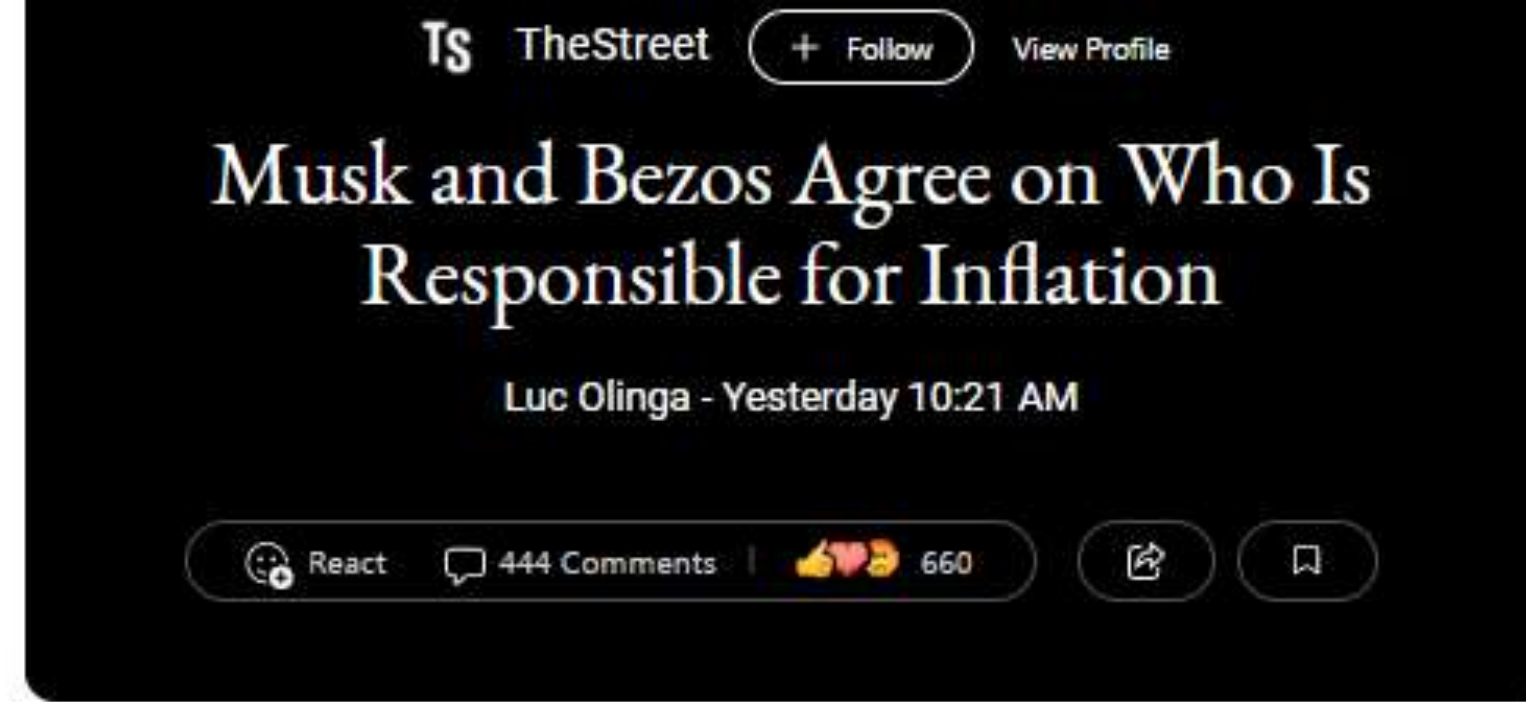 TS TheStreet + Follow View Profile
Musk and Bezos Agree on Who Is
Responsible for Inflation
Luc Olinga - Yesterday 10:21 AM
React 444 Comments | 660